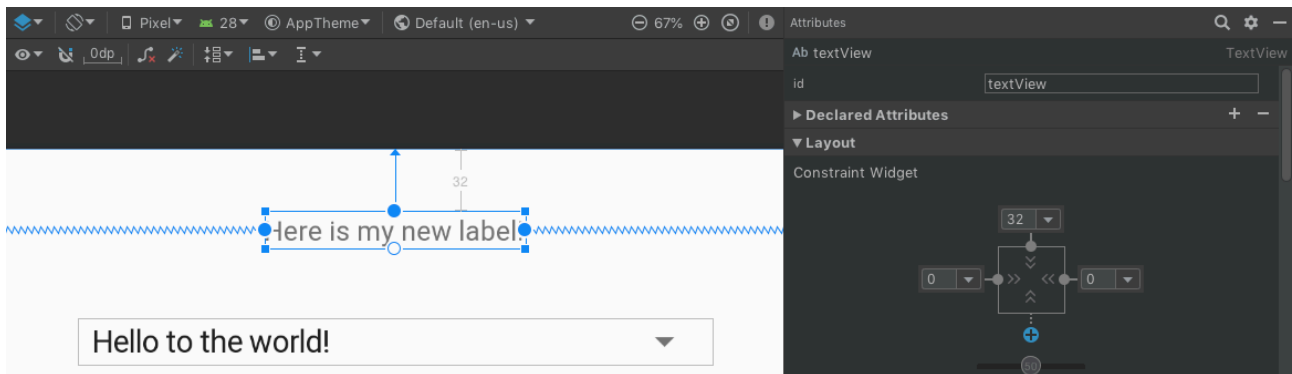 Pixel 28 AppTheme Default (en-us) 67% Attributes
0dp
Ab textView TextView
id textView
Declared Attributes
Layout
Constraint Widget
32
32
Here is my new label!
0 0
Hello to the world!
50